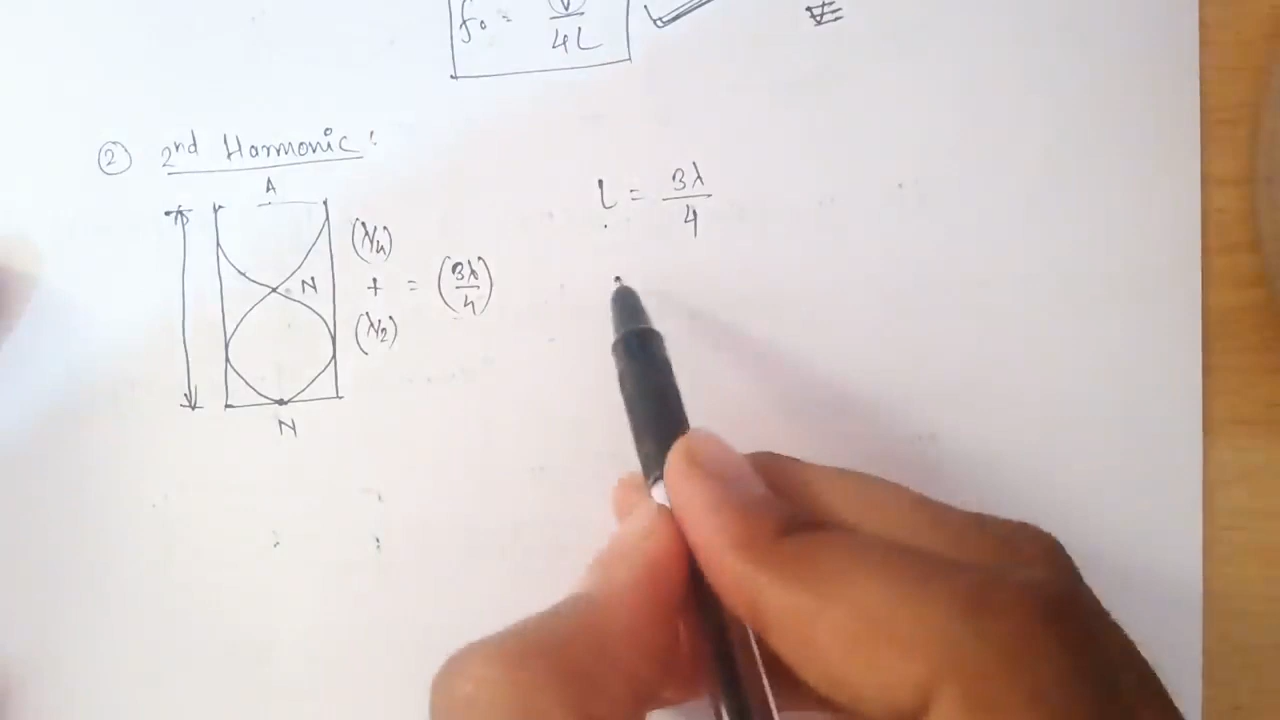 f₀ = V/4L
② 2nd Harmonic :
A
(λ/4)
N + = (3λ/4)
(λ/2)
N
l = 3λ/4